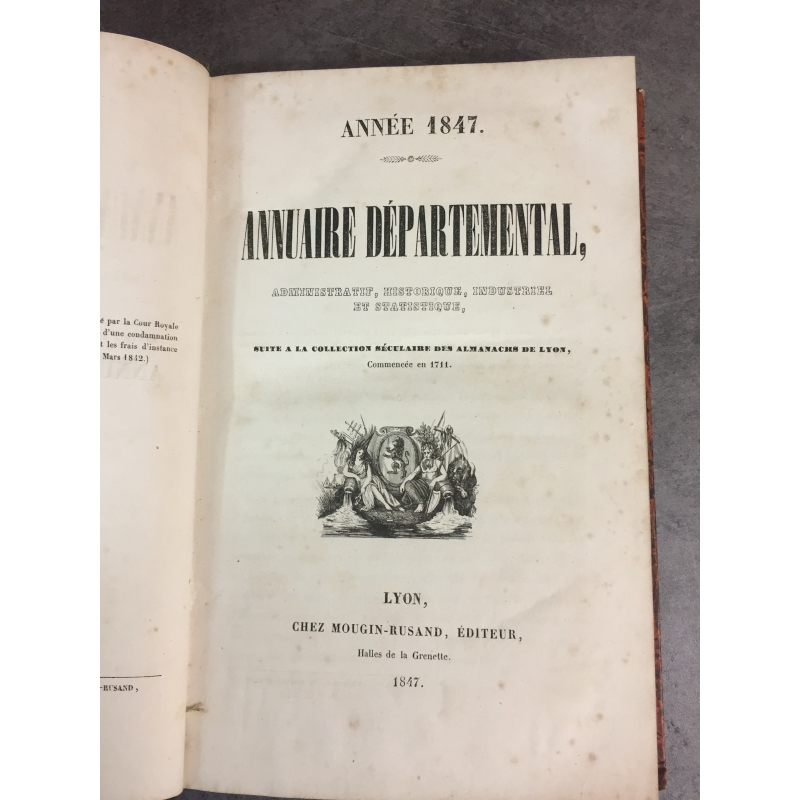 é par la Cour Royale
d'une condamnation
t les frais d'instance
Mars 1842.)
-RUSAND,
ANNÉE 1847.
ANNUAIRE DÉPARTEMENTAL,
ADMINISTRATIF, HISTORIQUE, INDUSTRIEL
ET STATISTIQUE,
SUITE A LA COLLECTION SÉCULAIRE DES ALMANACHS DE LYON,
Commencée en 1711.
LYON,
CHEZ MOUGIN-RUSAND, ÉDITEUR,
Halles de la Grenette.
1847.